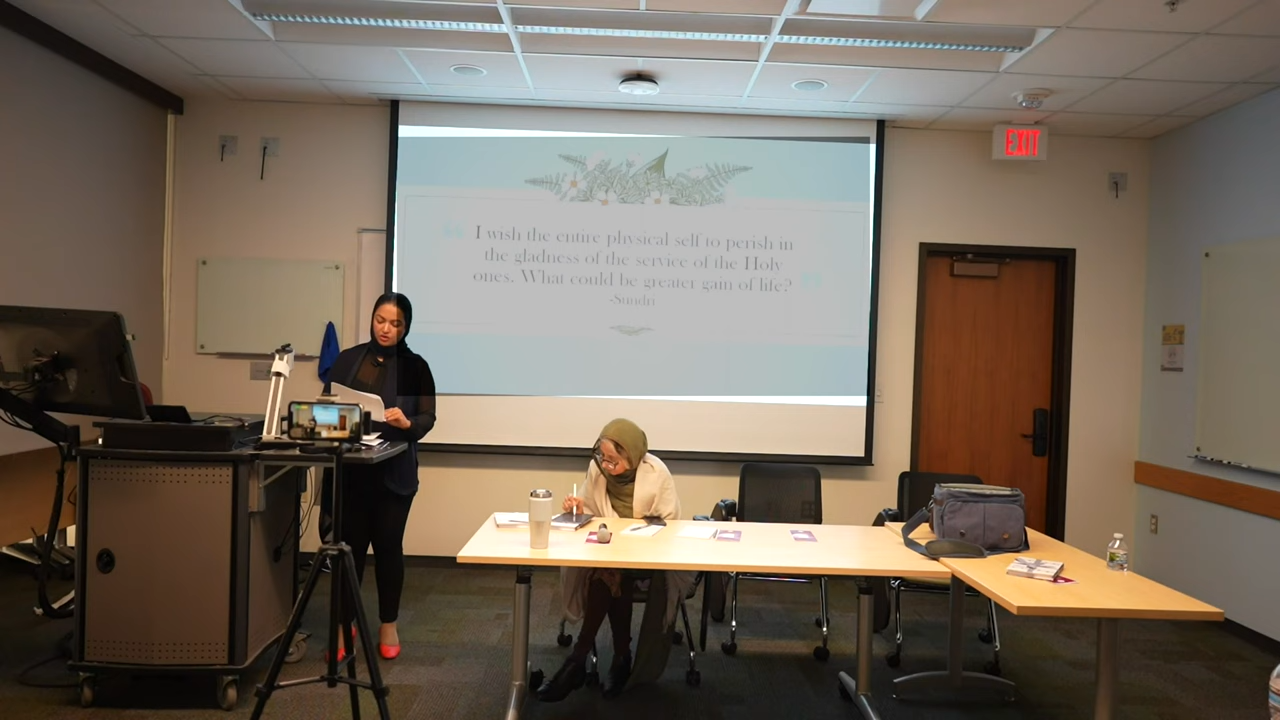 EXIT
I wish the entire physical self to perish in
the gladness of the service of the Holy
ones. What could be greater gain of life?
-Sundri